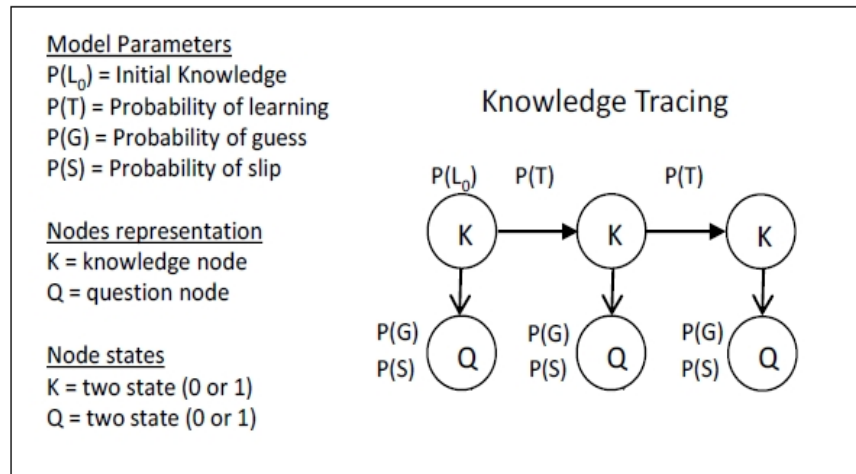 Model Parameters
P(L₀) = Initial Knowledge
P(T) = Probability of learning
P(G) = Probability of guess
P(S) = Probability of slip
Nodes representation
K = knowledge node
Q = question node
Node states
K = two state (0 or 1)
Q = two state (0 or 1)
Knowledge Tracing
P(L₀) P(T) P(T)
K K K
P(G) P(G) P(G)
P(S) P(S) P(S)
Q Q Q